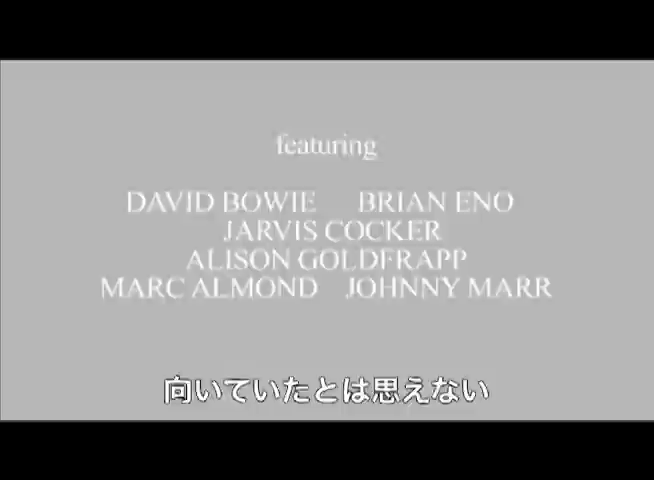 featuring
DAVID BOWIE BRIAN ENO
JARVIS COCKER
ALISON GOLDFRAPP
MARC ALMOND JOHNNY MARR
向いていたとは思えない